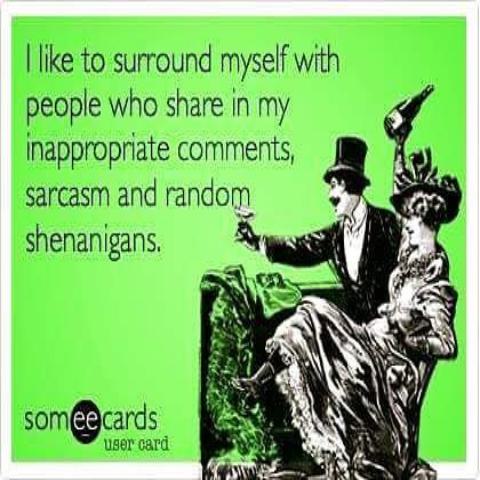 I like to surround myself with
people who share in my
inappropriate comments,
sarcasm and random
shenanigans.
someecards
user card